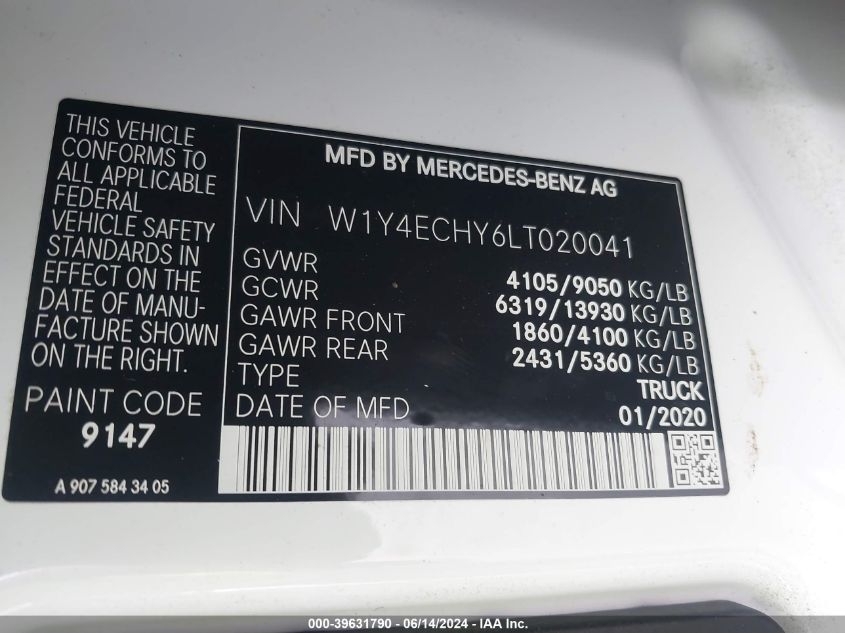 THIS VEHICLE
CONFORMS TO
ALL APPLICABLE
FEDERAL
VEHICLE SAFETY
STANDARDS IN
EFFECT ON THE
DATE OF MANU-
FACTURE SHOWN
ON THE RIGHT.
PAINT CODE
9147
A 907 584 34 05
MFD BY MERCEDES-BENZ AG
VIN W1Y4ECHY6LT020041
GVWR 4105/9050 KG/LB
GCWR 6319/13930 KG/LB
GAWR FRONT 1860/4100 KG/LB
GAWR REAR 2431/5360 KG/LB
TYPE TRUCK
DATE OF MFD 01/2020
000-39631790 - 06/14/2024 - IAA Inc.